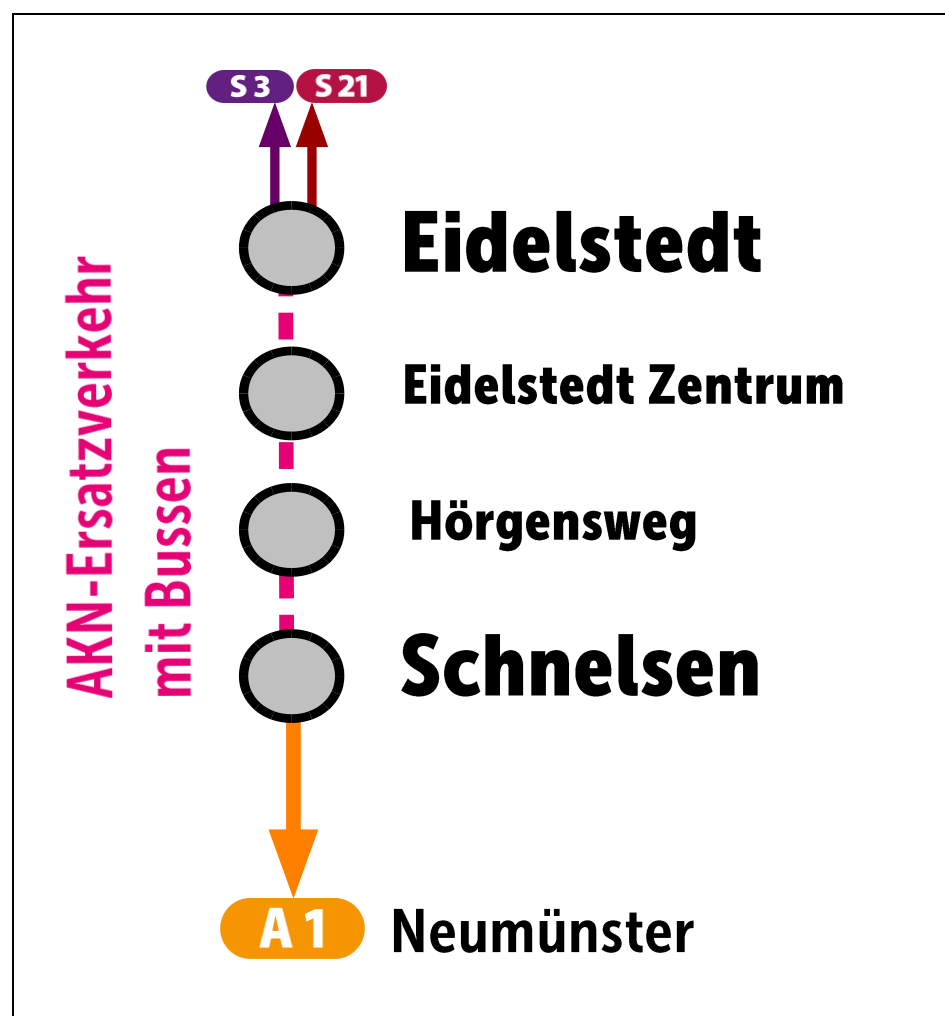 S 3 S 21
Eidelstedt
AKN-Ersatzverkehr
mit Bussen
Eidelstedt Zentrum
Hörgensweg
Schnelsen
A 1 Neumünster